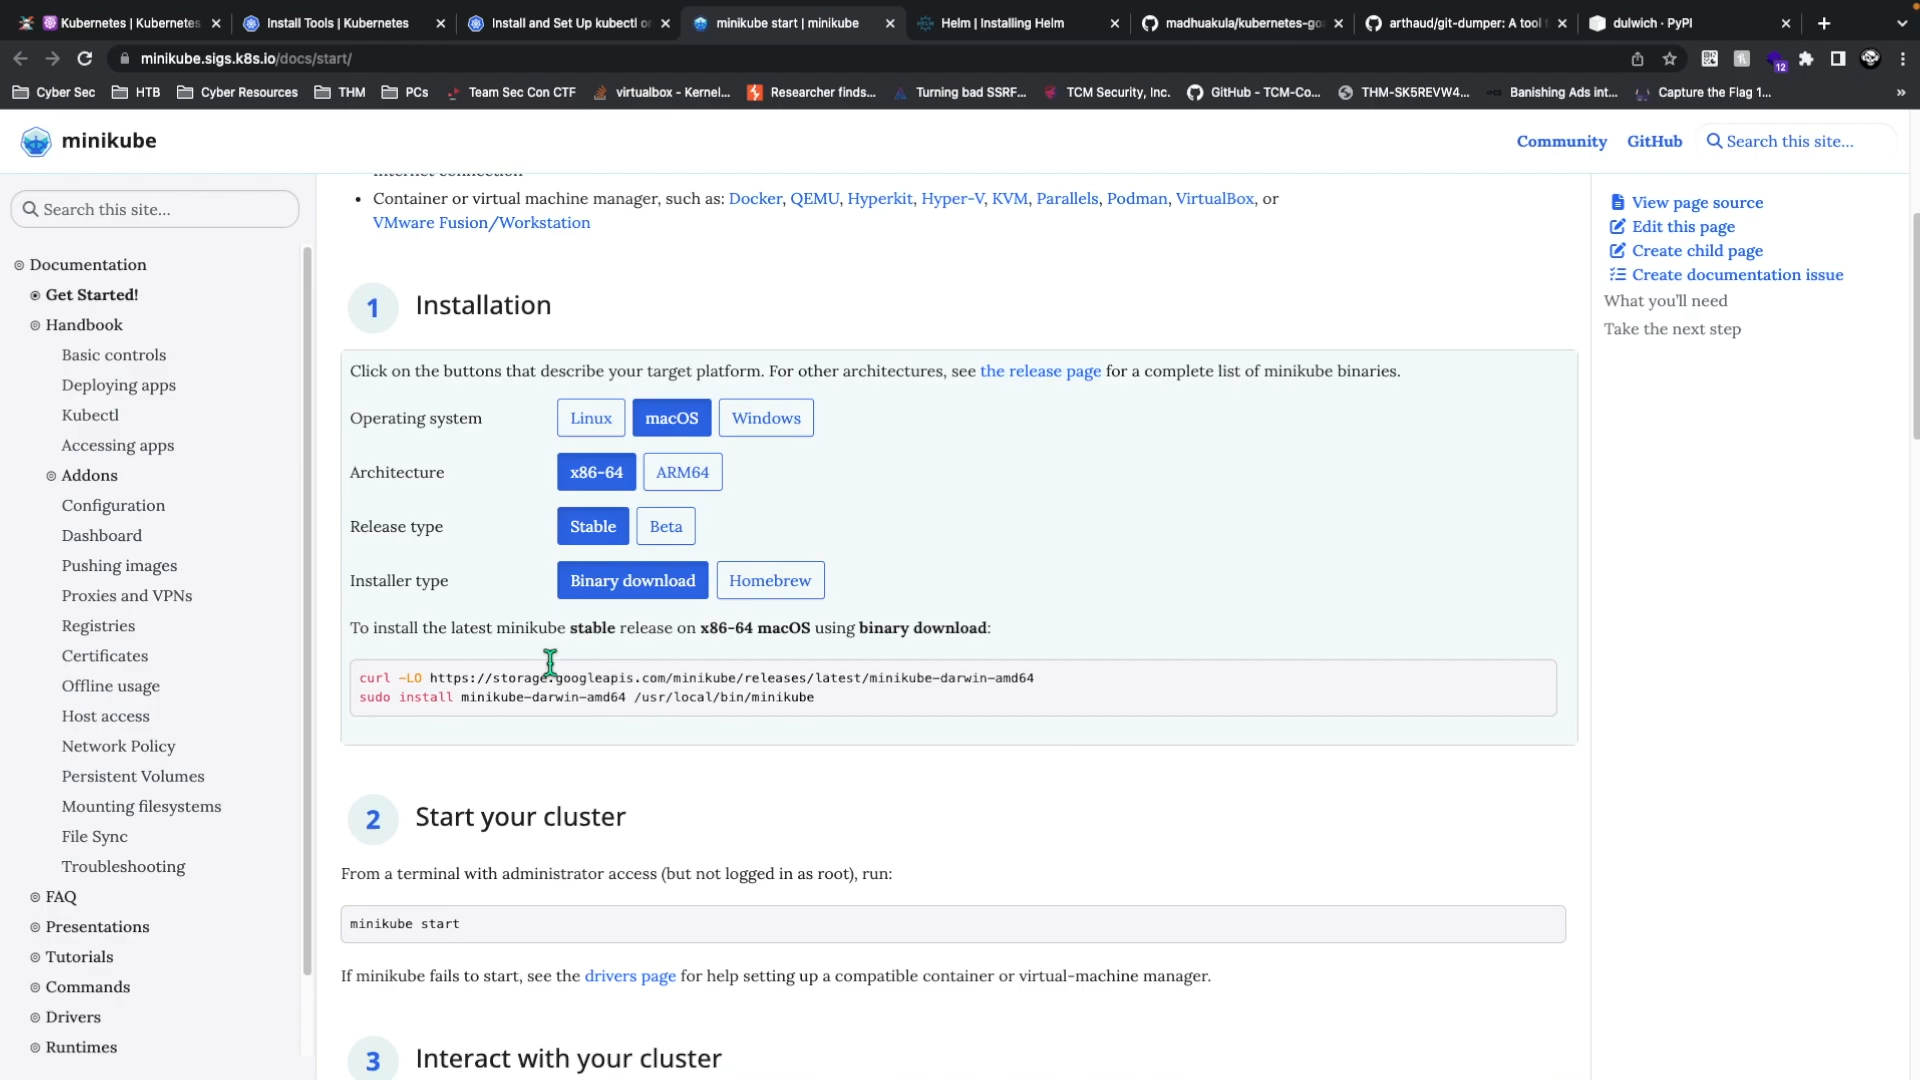 Kubernetes | Kubernetes
Install Tools | Kubernetes
Install and Set Up kubectl on
minikube start | minikube
Helm | Installing Helm
madhuakula/kubernetes-goa
arthaud/git-dumper: A tool t
dulwich · PyPI
minikube.sigs.k8s.io/docs/start/
12
Cyber Sec
HTB
Cyber Resources
THM
PCs
Team Sec Con CTF
virtualbox - Kernel...
Researcher finds...
Turning bad SSRF...
TCM Security, Inc.
GitHub - TCM-Co...
THM-SK5REVW4...
Banishing Ads int...
Capture the Flag 1...
»
minikube
Community
GitHub
Search this site...
Search this site...
Documentation
Get Started!
Handbook
Basic controls
Deploying apps
Kubectl
Accessing apps
Addons
Configuration
Dashboard
Pushing images
Proxies and VPNs
Registries
Certificates
Offline usage
Host access
Network Policy
Persistent Volumes
Mounting filesystems
File Sync
Troubleshooting
FAQ
Presentations
Tutorials
Commands
Drivers
Runtimes
Internet connection
• Container or virtual machine manager, such as: Docker, QEMU, Hyperkit, Hyper-V, KVM, Parallels, Podman, VirtualBox, or
VMware Fusion/Workstation
1 Installation
Click on the buttons that describe your target platform. For other architectures, see the release page for a complete list of minikube binaries.
Operating system Linux macOS Windows
Architecture x86-64 ARM64
Release type Stable Beta
Installer type Binary download Homebrew
To install the latest minikube stable release on x86-64 macOS using binary download:
curl -LO https://storage.googleapis.com/minikube/releases/latest/minikube-darwin-amd64
sudo install minikube-darwin-amd64 /usr/local/bin/minikube
2 Start your cluster
From a terminal with administrator access (but not logged in as root), run:
minikube start
If minikube fails to start, see the drivers page for help setting up a compatible container or virtual-machine manager.
3 Interact with your cluster
View page source
Edit this page
Create child page
Create documentation issue
What you'll need
Take the next step